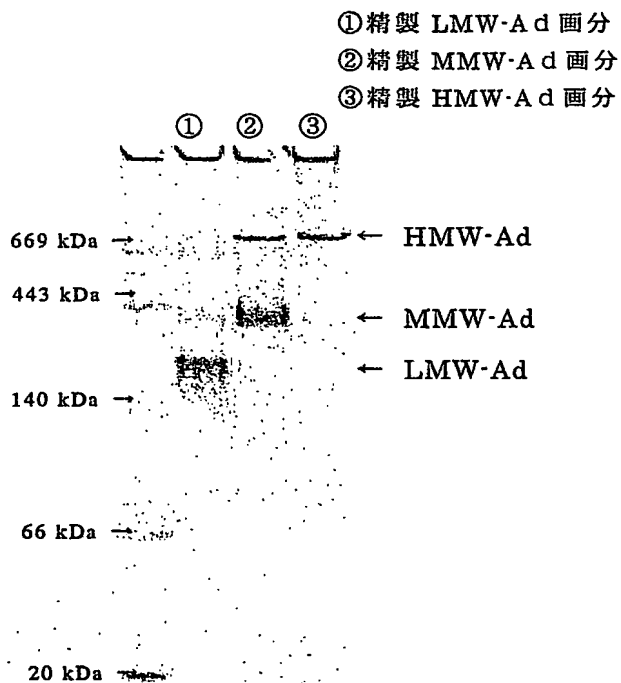 ①精製 LMW-Ad 画分
②精製 MMW-Ad 画分
③精製 HMW-Ad 画分
① ② ③
669 kDa → ← HMW-Ad
443 kDa →
← MMW-Ad
← LMW-Ad
140 kDa →
66 kDa →
20 kDa →